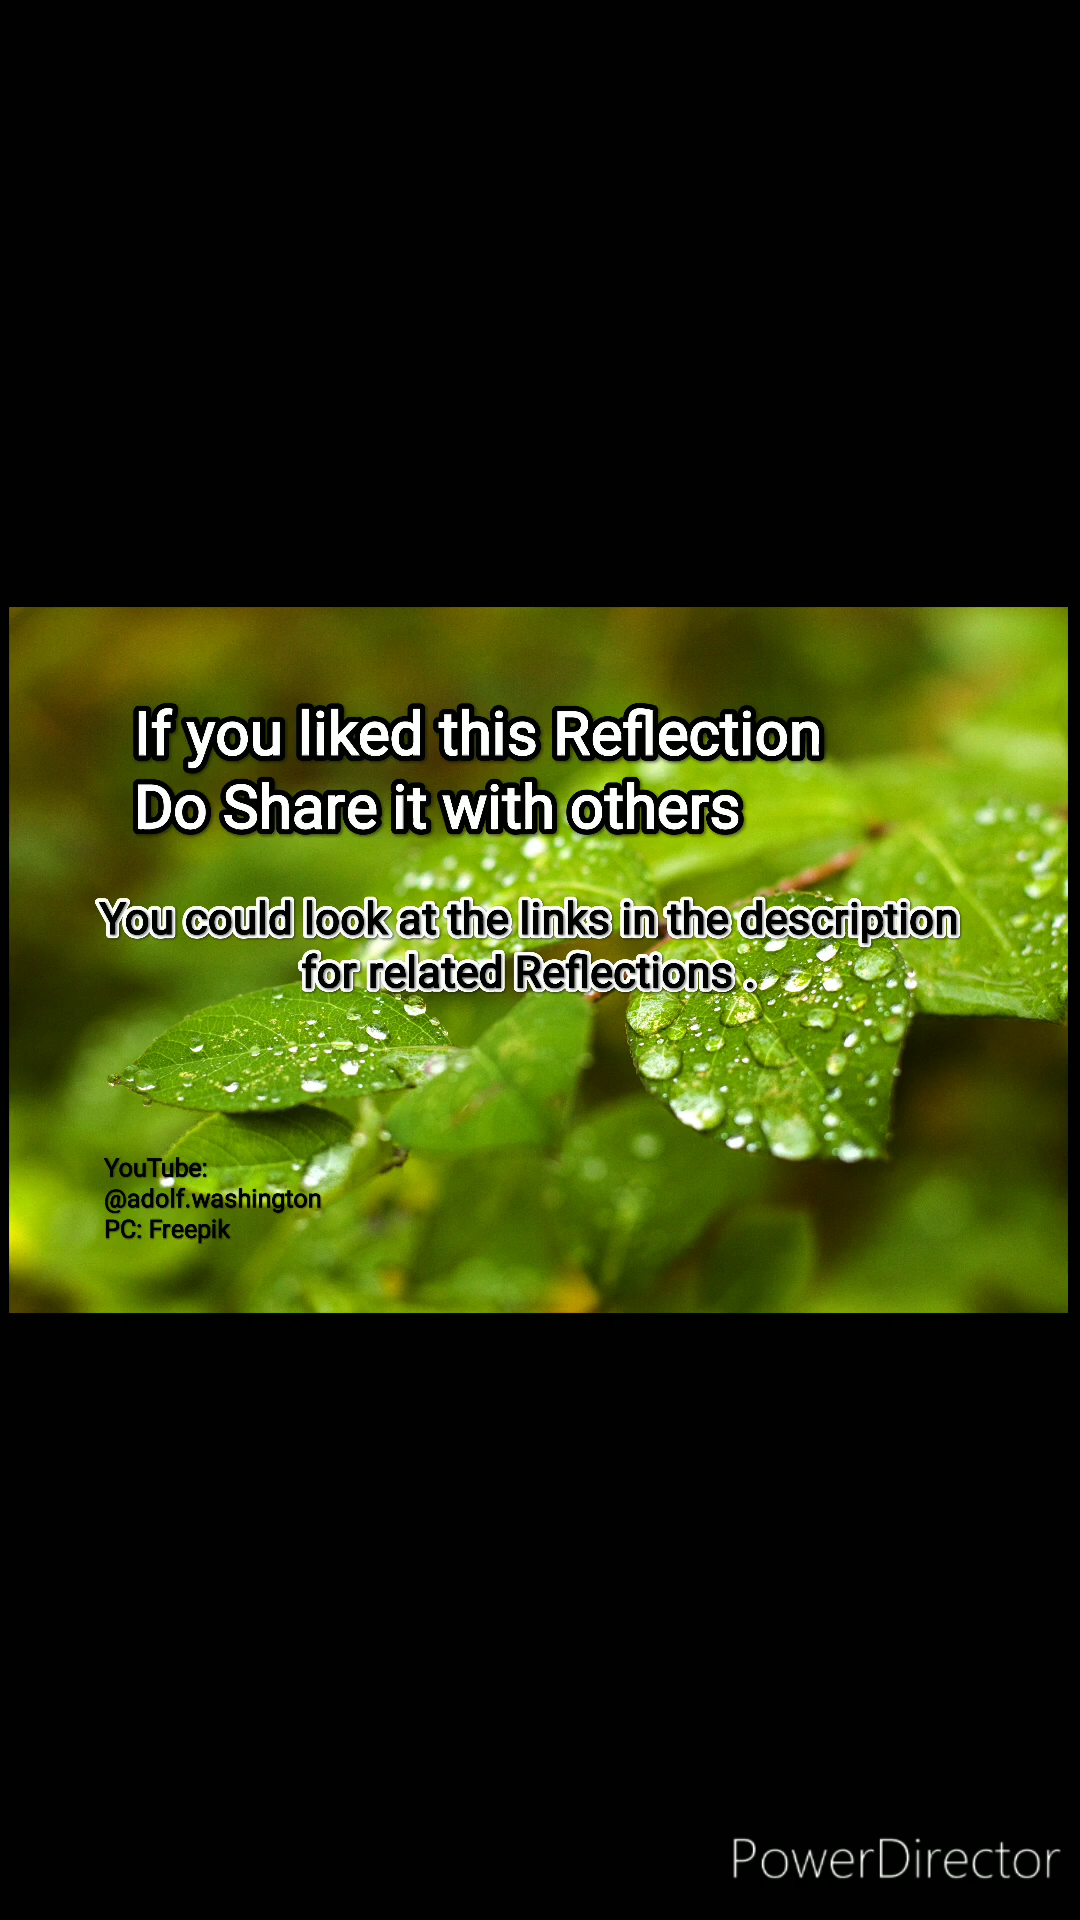 If you liked this Reflection
Do Share it with others
You could look at the links in the description
for related Reflections .
YouTube:
@adolf.washington
PC: Freepik
PowerDirector